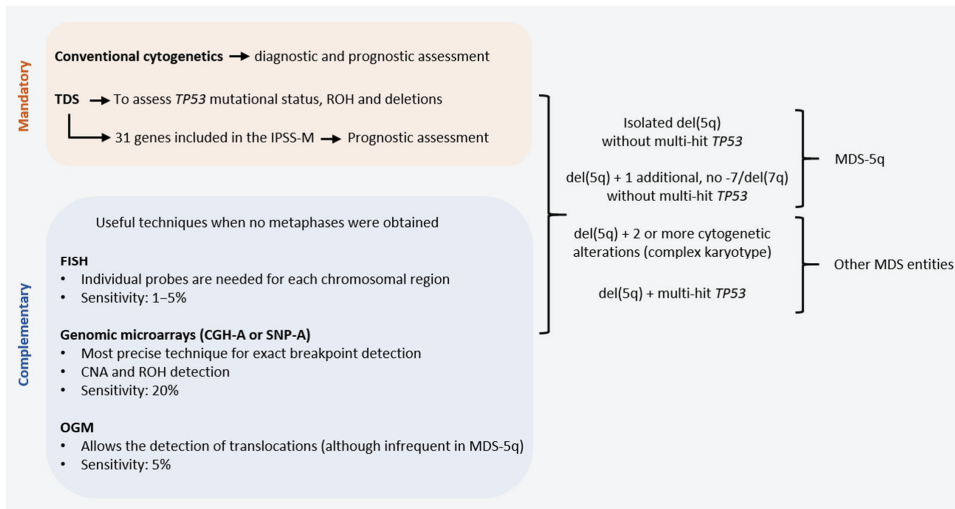 Mandatory
Conventional cytogenetics → diagnostic and prognostic assessment
TDS → To assess TP53 mutational status, ROH and deletions
31 genes included in the IPSS-M → Prognostic assessment
Complementary
Useful techniques when no metaphases were obtained
FISH
• Individual probes are needed for each chromosomal region
• Sensitivity: 1–5%
Genomic microarrays (CGH-A or SNP-A)
• Most precise technique for exact breakpoint detection
• CNA and ROH detection
• Sensitivity: 20%
OGM
• Allows the detection of translocations (although infrequent in MDS-5q)
• Sensitivity: 5%
Isolated del(5q)
without multi-hit TP53
del(5q) + 1 additional, no -7/del(7q)
without multi-hit TP53
MDS-5q
del(5q) + 2 or more cytogenetic
alterations (complex karyotype)
del(5q) + multi-hit TP53
Other MDS entities